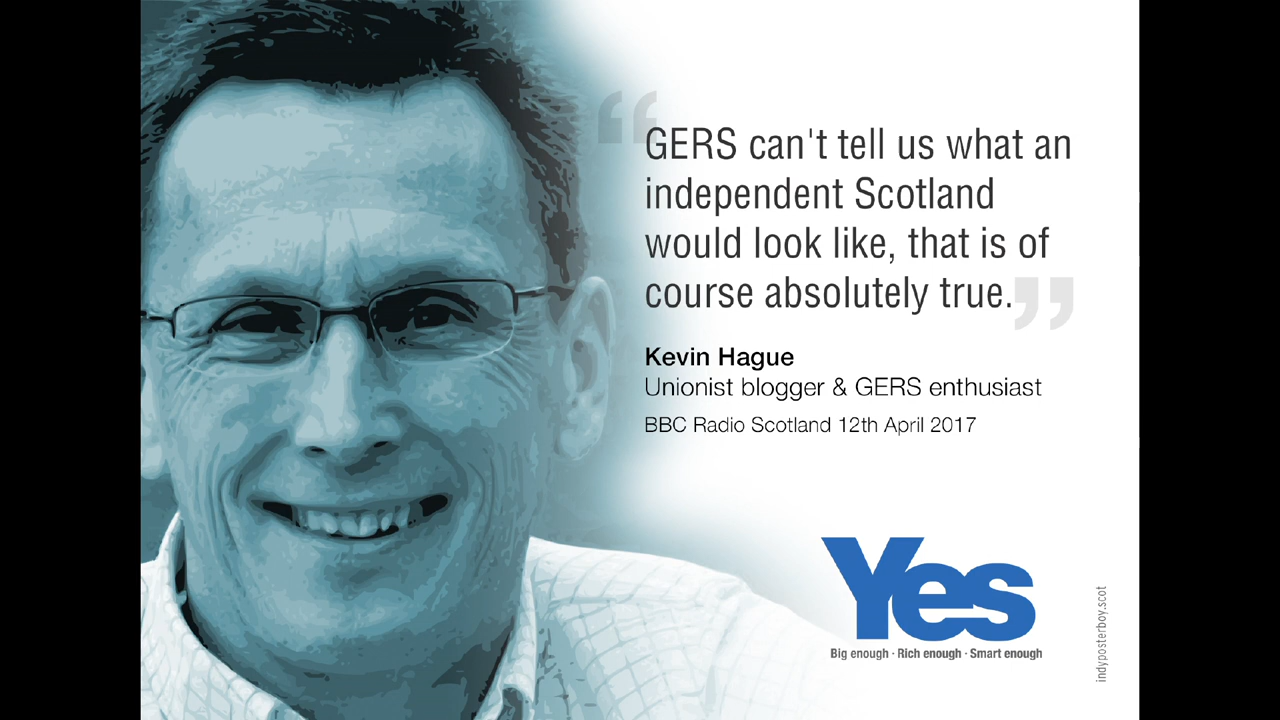 “GERS can't tell us what an
independent Scotland
would look like, that is of
course absolutely true.”
Kevin Hague
Unionist blogger & GERS enthusiast
BBC Radio Scotland 12th April 2017
Yes
Big enough · Rich enough · Smart enough
indyposterboy.scot